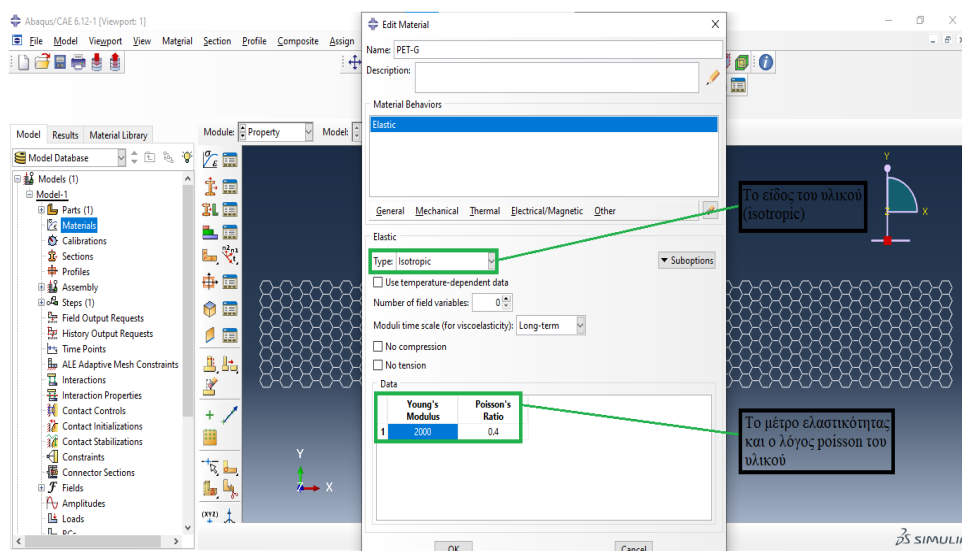 Abaqus/CAE 6.12-1 [Viewport: 1]
File Model Viewport View Material Section Profile Composite Assign
Module: Property Model:
Model Results Material Library
Model Database
Models (1)
Model-1
Parts (1)
Materials
Calibrations
Sections
Profiles
Assembly
Steps (1)
Field Output Requests
History Output Requests
Time Points
ALE Adaptive Mesh Constraints
Interactions
Interaction Properties
Contact Controls
Contact Initializations
Contact Stabilizations
Constraints
Connector Sections
Fields
Amplitudes
Loads
BCs
(XYZ)
Y
Z X
Edit Material
Name: PET-G
Description:
Material Behaviors
Elastic
General Mechanical Thermal Electrical/Magnetic Other
Elastic
Type: Isotropic
Suboptions
Use temperature-dependent data
Number of field variables: 0
Moduli time scale (for viscoelasticity): Long-term
No compression
No tension
Data
Young's Modulus
Poisson's Ratio
1 2000 0.4
OK Cancel
Y
Z X
Το είδος του υλικού
(isotropic)
Το μέτρο ελαστικότητας
και ο λόγος poisson του
υλικού
SIMULIA